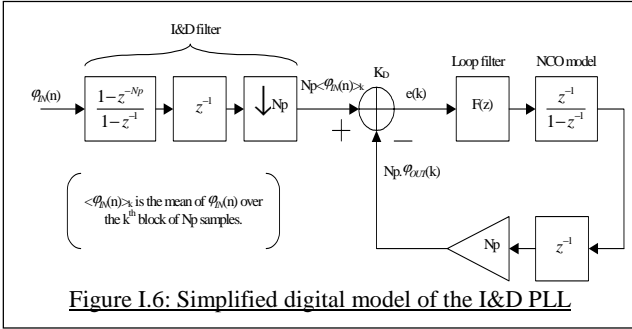 I&D filter
φIN(n)
1−z^−Np
1−z^−1
z^−1
↓ Np
Np<φIN(n)>k
KD
+
−
e(k)
Loop filter
F(z)
NCO model
z^−1
1−z^−1
Np.φOUT(k)
Np
z^−1
<φIN(n)>k is the mean of φIN(n) over
the k^th block of Np samples.
Figure I.6: Simplified digital model of the I&D PLL